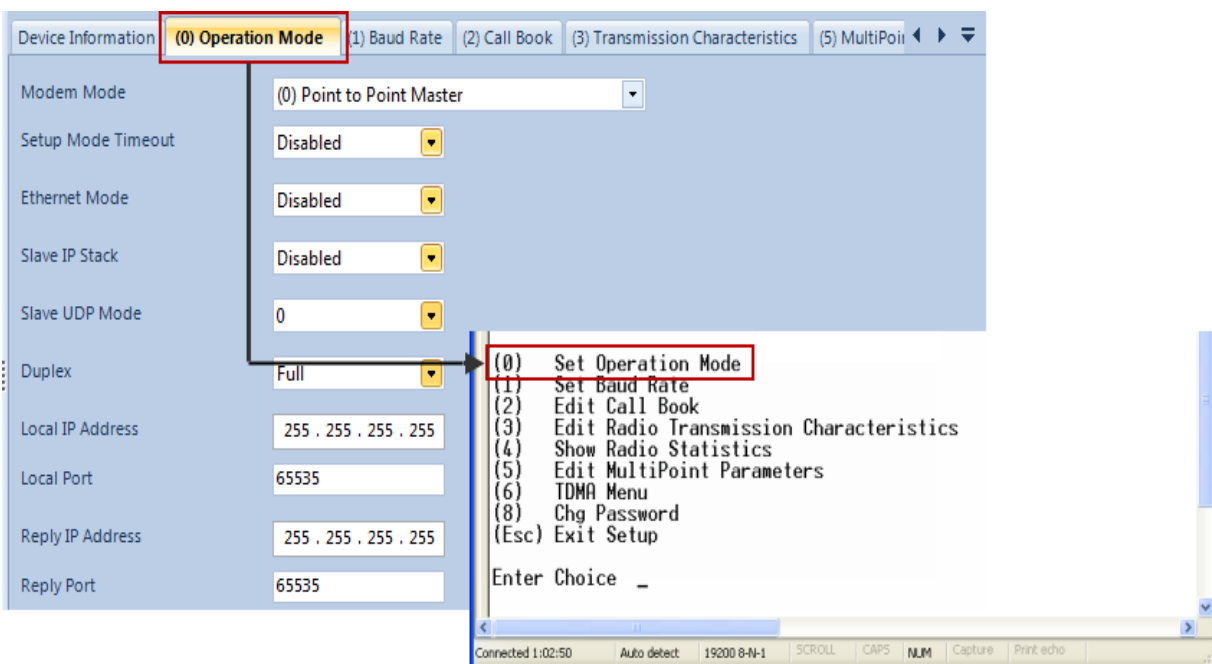 Device Information (0) Operation Mode (1) Baud Rate (2) Call Book (3) Transmission Characteristics (5) MultiPoin
Modem Mode (0) Point to Point Master
Setup Mode Timeout Disabled
Ethernet Mode Disabled
Slave IP Stack Disabled
Slave UDP Mode 0
Duplex Full
Local IP Address 255 . 255 . 255 . 255
Local Port 65535
Reply IP Address 255 . 255 . 255 . 255
Reply Port 65535
(0) Set Operation Mode
(1) Set Baud Rate
(2) Edit Call Book
(3) Edit Radio Transmission Characteristics
(4) Show Radio Statistics
(5) Edit MultiPoint Parameters
(6) TDMA Menu
(8) Chg Password
(Esc) Exit Setup
Enter Choice _
Connected 1:02:50 Auto detect 19200 8-N-1 SCROLL CAPS NUM Capture Print echo